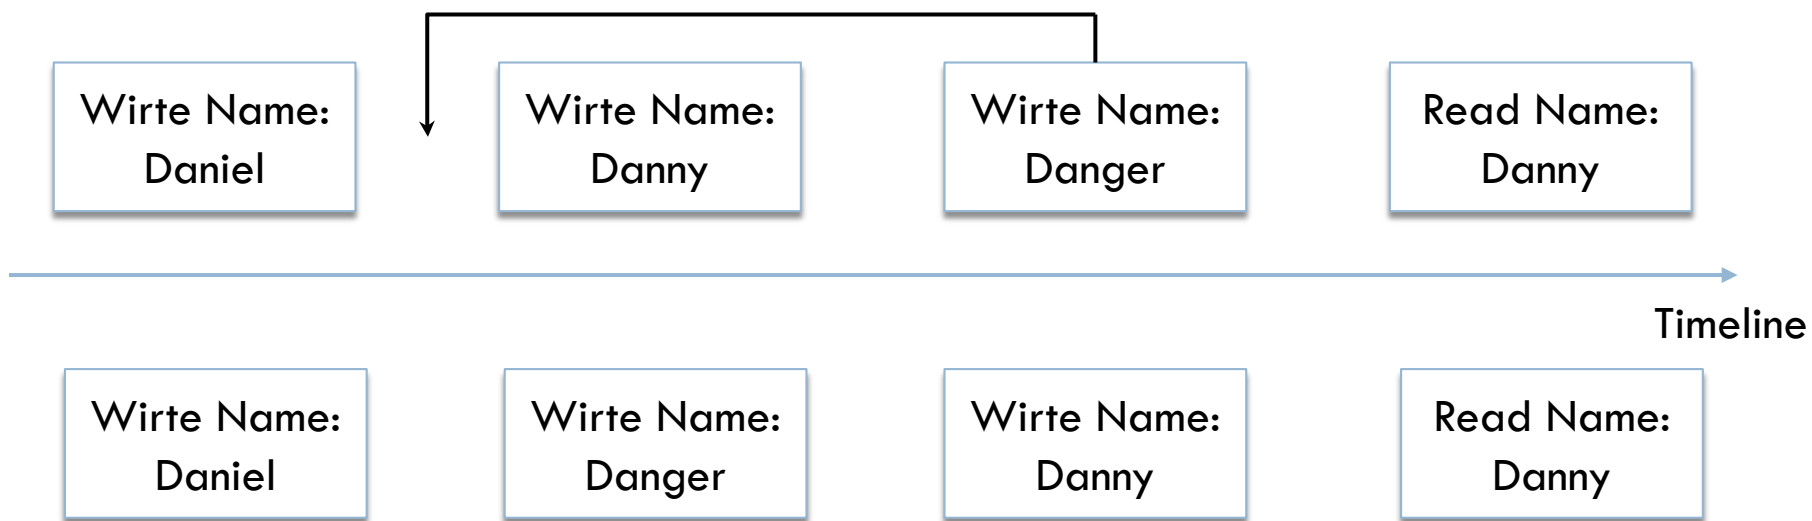 Wirte Name:
Daniel
Wirte Name:
Danny
Wirte Name:
Danger
Read Name:
Danny
Timeline
Wirte Name:
Daniel
Wirte Name:
Danger
Wirte Name:
Danny
Read Name:
Danny